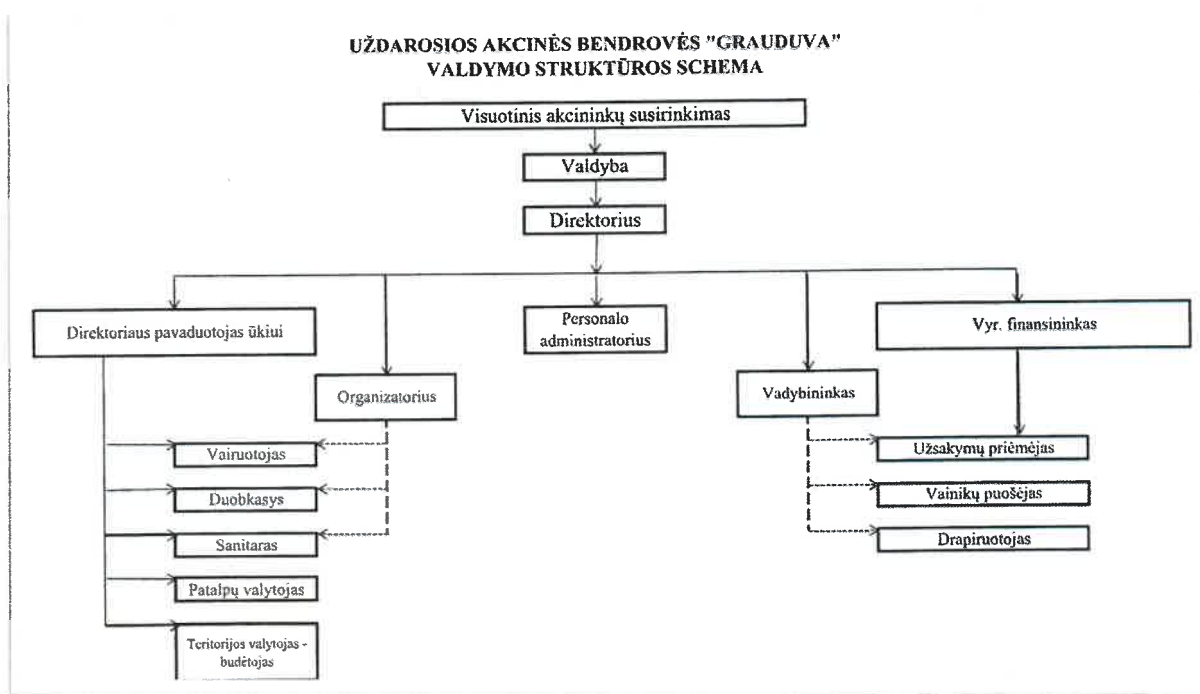 UŽDAROSIOS AKCINĖS BENDROVĖS "GRAUDUVA"
VALDYMO STRUKTŪROS SCHEMA
Visuotinis akcininkų susirinkimas
Valdyba
Direktorius
Direktoriaus pavaduotojas ūkiui
Personalo
administratorius
Vyr. finansininkas
Organizatorius
Vadybininkas
Vairuotojas
Duobkasys
Sanitaras
Patalpų valytojas
Teritorijos valytojas -
budėtojas
Užsakymų priėmėjas
Vainikų puošėjas
Drapiruotojas